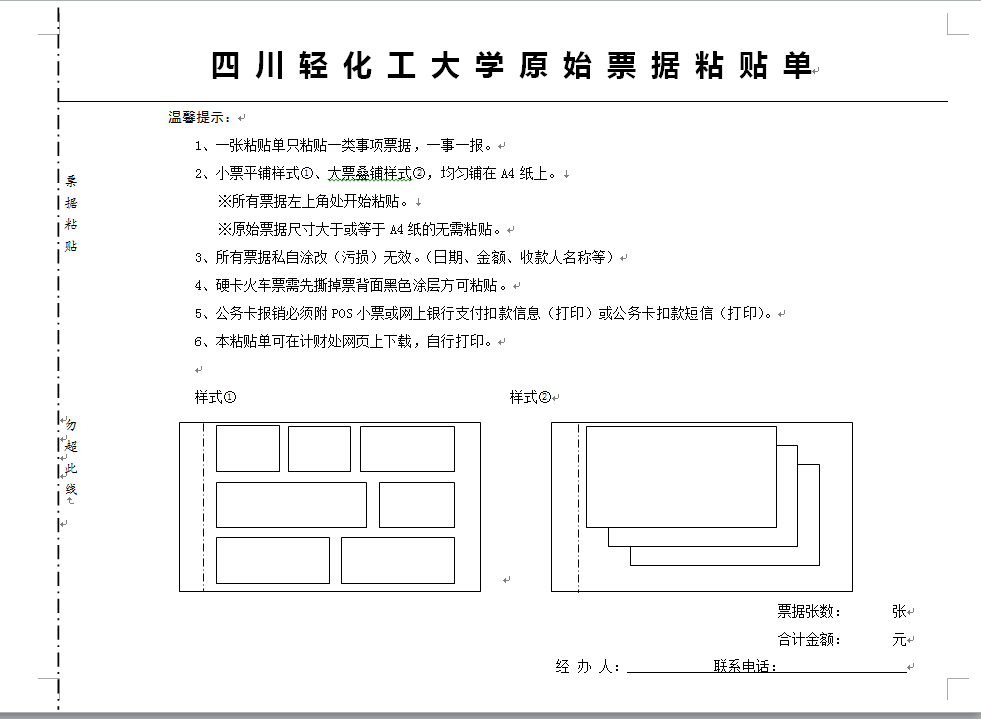 四川轻化工大学原始票据粘贴单
温馨提示：
1、一张粘贴单只粘贴一类事项票据，一事一报。
2、小票平铺样式①、大票叠铺样式②，均匀铺在 A4 纸上。
※所有票据左上角处开始粘贴。
※原始票据尺寸大于或等于 A4 纸的无需粘贴。
3、所有票据私自涂改（污损）无效。（日期、金额、收款人名称等）
4、硬卡火车票需先撕掉票背面黑色涂层方可粘贴。
5、公务卡报销必须附 POS 小票或网上银行支付扣款信息（打印）或公务卡扣款短信（打印）。
6、本粘贴单可在计财处网页上下载，自行打印。
票据粘贴
勿超此线
样式① 样式②
票据张数： 张
合计金额： 元
经 办 人： 联系电话：